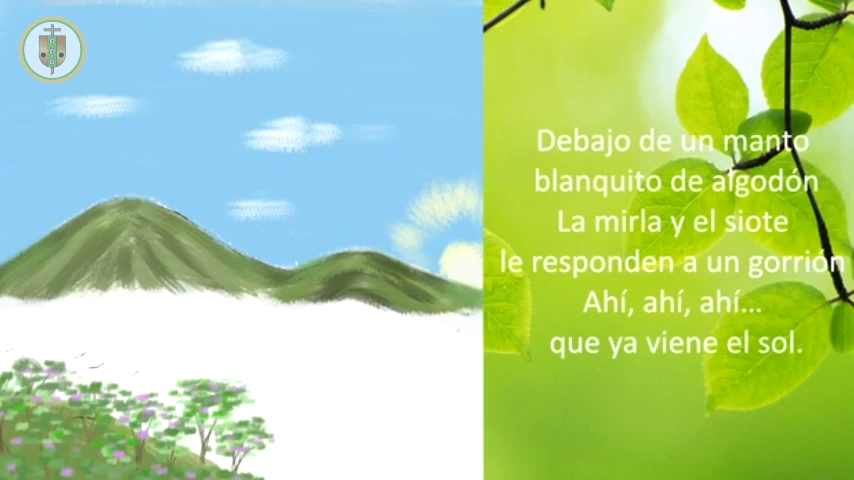 Debajo de un manto
blanquito de algodón
La mirla y el siote
le responden a un gorrión
Ahí, ahí, ahí...
que ya viene el sol.